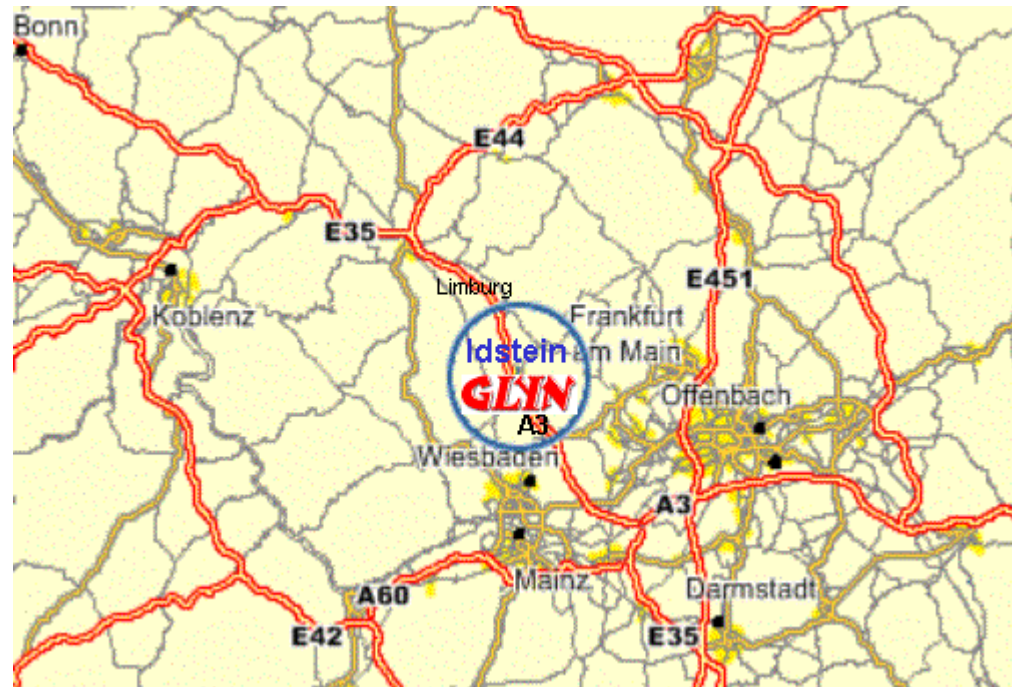 Bonn
E44
E35
E451
Limburg
Koblenz
Frankfurt
am Main
Idstein
GLYN
Offenbach
A3
Wiesbaden
A3
Mainz
Darmstadt
A60
E42
E35